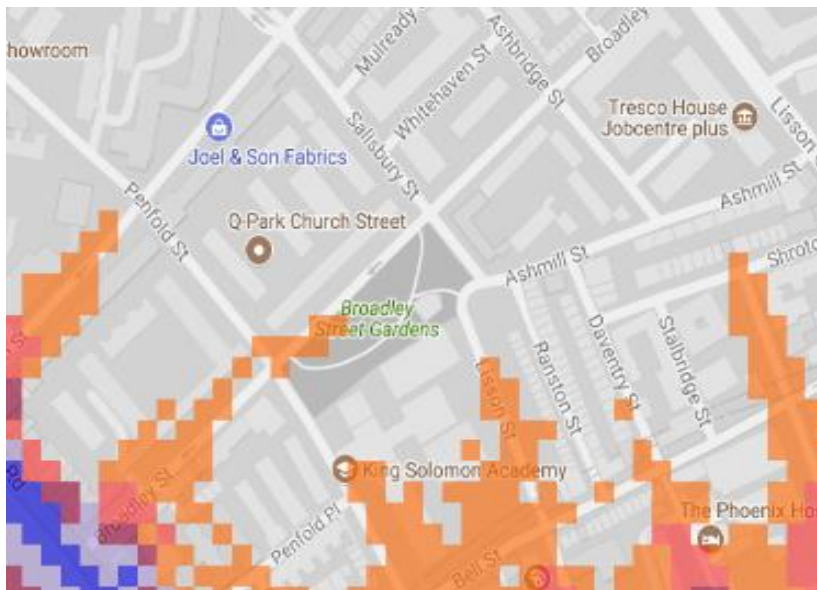 howroom
Mulready S
Ashbridge St
Broadley
Whitehaven St
Tresco House
Jobcentre plus
Lisson
Salisbury St
Joel & Son Fabrics
Penfold St
Q-Park Church Street
Ashmill St
Ashmill St
Shroto
Broadley
Street Gardens
Daventry St
Stalbridge St
Ranston St
Lisson St
Rd
King Solomon Academy
Broadley St
The Phoenix Ho
Penfold Pl
Bell St